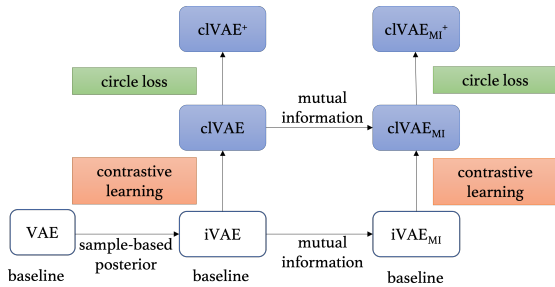 clVAE⁺
clVAE_MI⁺
circle loss
circle loss
mutual
information
clVAE
clVAE_MI
contrastive
learning
contrastive
learning
VAE
sample-based
posterior
iVAE
mutual
information
iVAE_MI
baseline
baseline
baseline